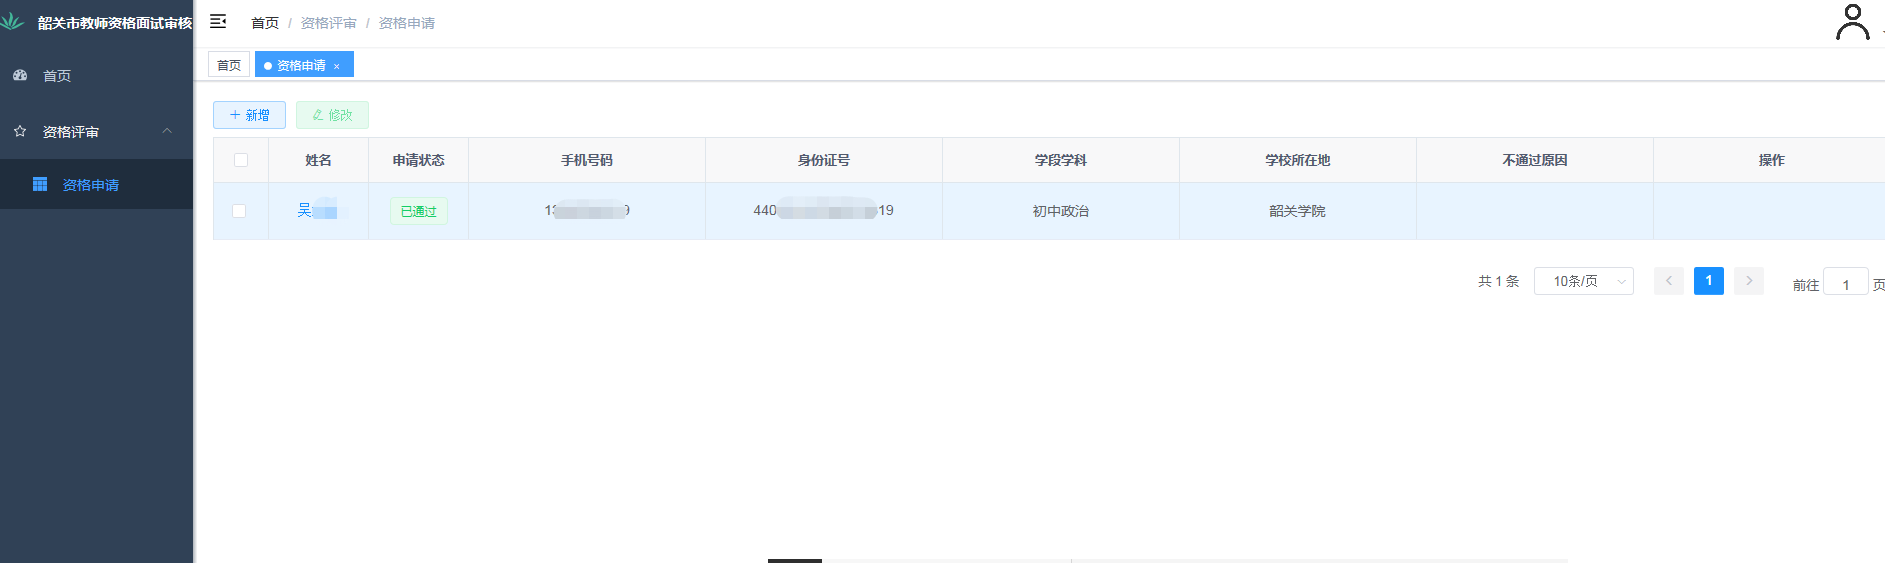 韶关市教师资格面试审核
首页 / 资格评审 / 资格申请
首页
资格申请 ×
首页
资格评审
资格申请
+ 新增
修改
姓名 申请状态 手机号码 身份证号 学段学科 学校所在地 不通过原因 操作
吴 已通过 13 9 440 19 初中政治 韶关学院
共 1 条 10条/页 < 1 > 前往 1 页